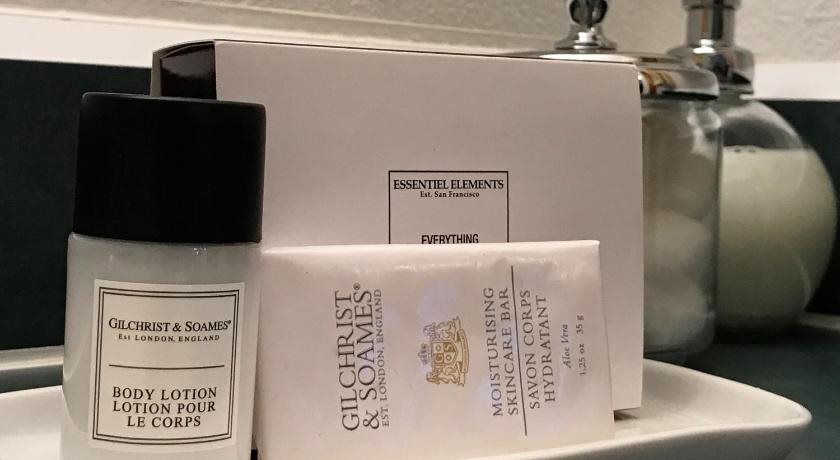 ESSENTIEL ELEMENTS
Est. San Francisco
EVERYTHING
GILCHRIST & SOAMES®
EST LONDON, ENGLAND
BODY LOTION
LOTION POUR
LE CORPS
GILCHRIST
& SOAMES®
EST. LONDON, ENGLAND
MOISTURISING
SKINCARE BAR
SAVON CORPS
HYDRATANT
Aloe Vera
1.25 oz 35 g